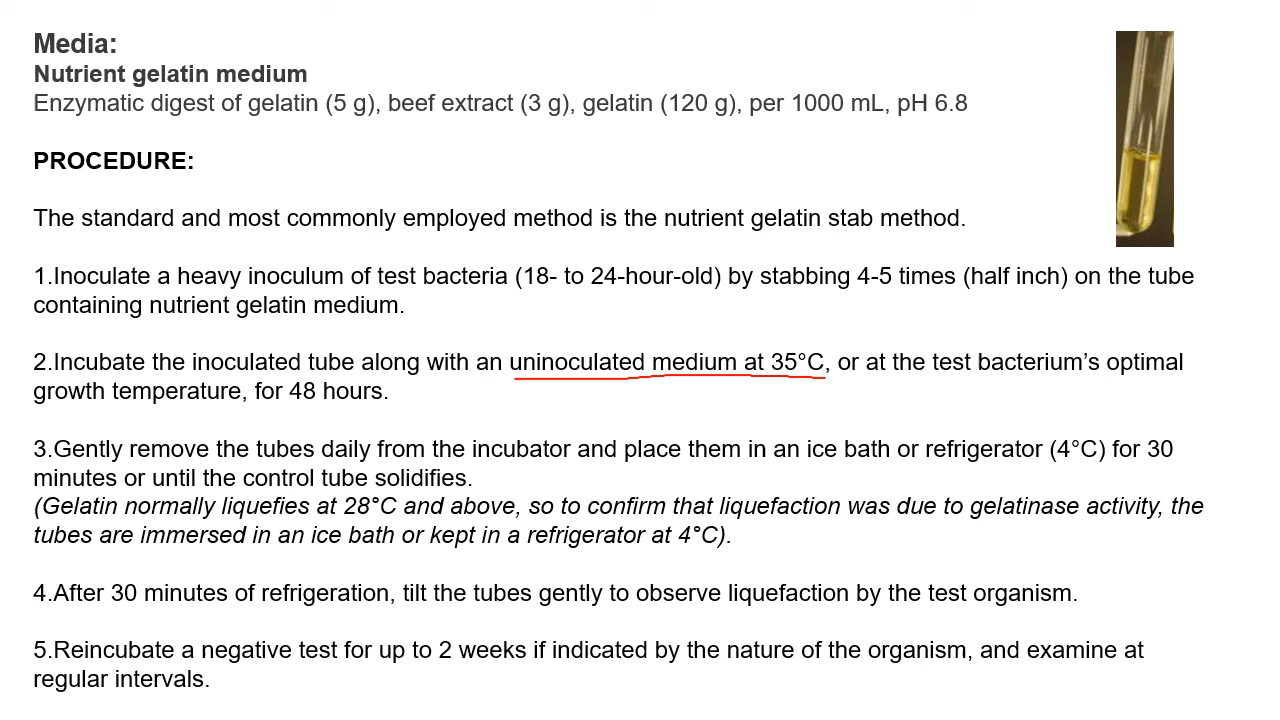 Media:
Nutrient gelatin medium
Enzymatic digest of gelatin (5 g), beef extract (3 g), gelatin (120 g), per 1000 mL, pH 6.8
PROCEDURE:
The standard and most commonly employed method is the nutrient gelatin stab method.
1.Inoculate a heavy inoculum of test bacteria (18- to 24-hour-old) by stabbing 4-5 times (half inch) on the tube
containing nutrient gelatin medium.
2.Incubate the inoculated tube along with an uninoculated medium at 35°C, or at the test bacterium’s optimal
growth temperature, for 48 hours.
3.Gently remove the tubes daily from the incubator and place them in an ice bath or refrigerator (4°C) for 30
minutes or until the control tube solidifies.
(Gelatin normally liquefies at 28°C and above, so to confirm that liquefaction was due to gelatinase activity, the
tubes are immersed in an ice bath or kept in a refrigerator at 4°C).
4.After 30 minutes of refrigeration, tilt the tubes gently to observe liquefaction by the test organism.
5.Reincubate a negative test for up to 2 weeks if indicated by the nature of the organism, and examine at
regular intervals.